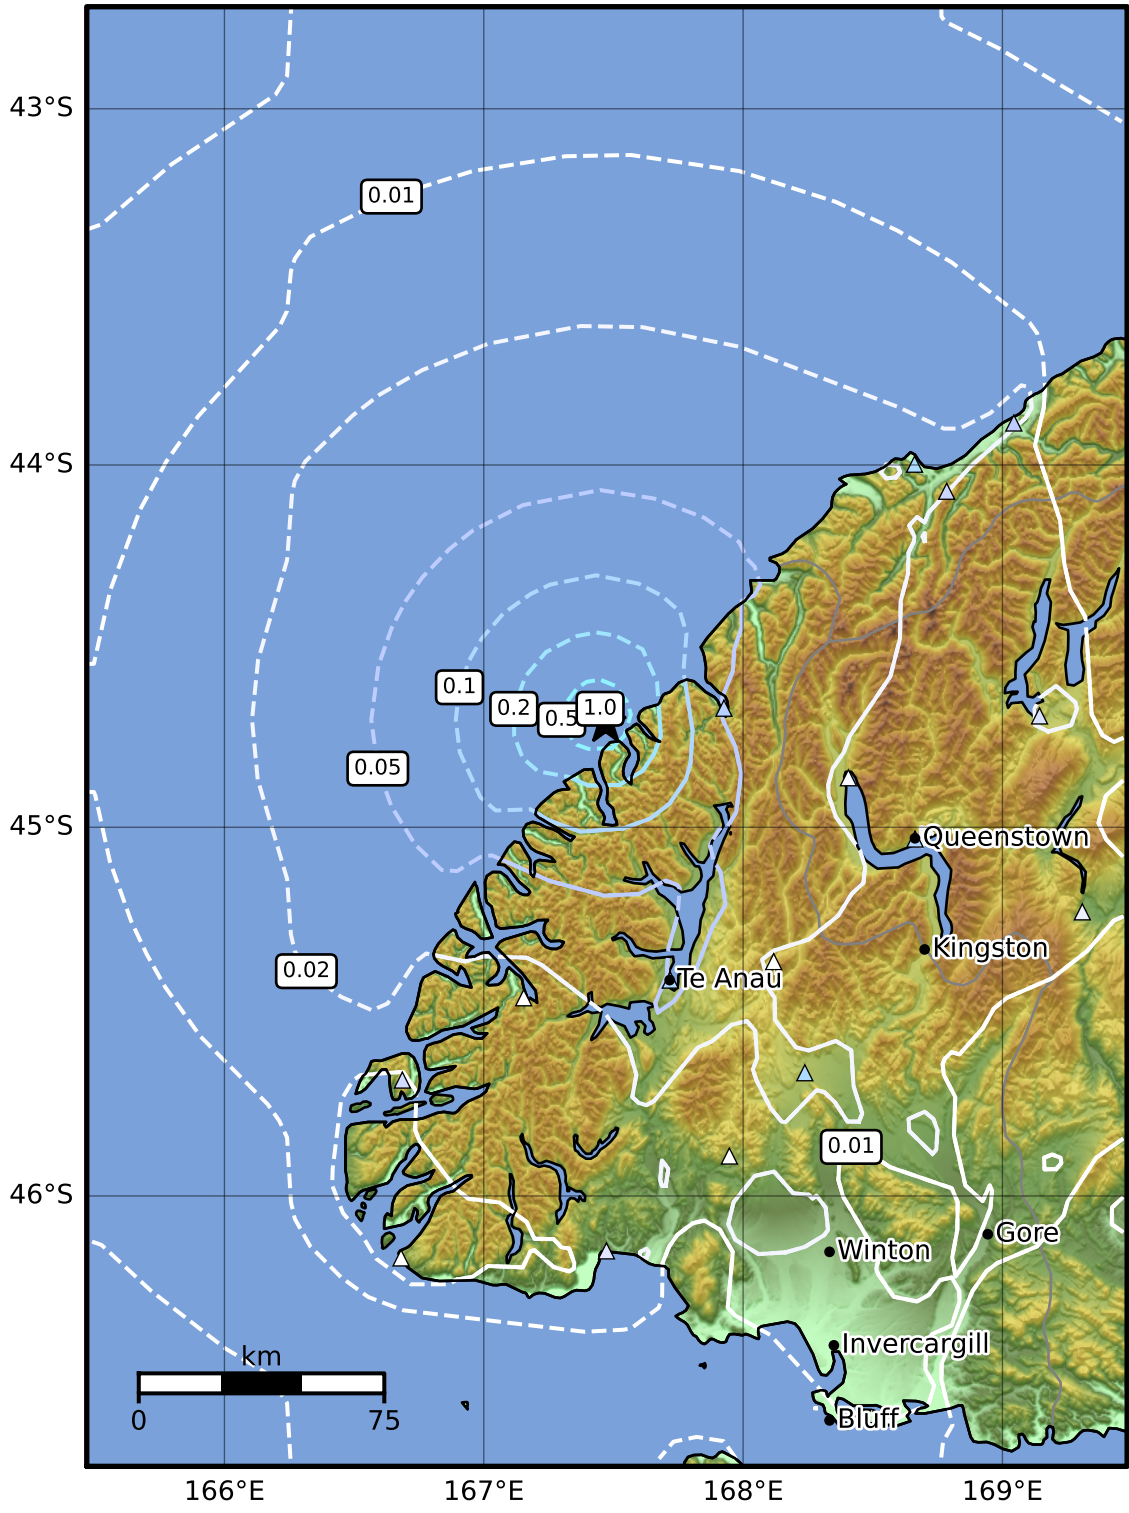 43°S
0.01
44°S
0.1
0.2
0.5
1.0
0.05
45°S
Queenstown
Kingston
0.02
Te Anau
0.01
46°S
Gore
Winton
Invercargill
km
0 75
Bluff
166°E 167°E 168°E 169°E